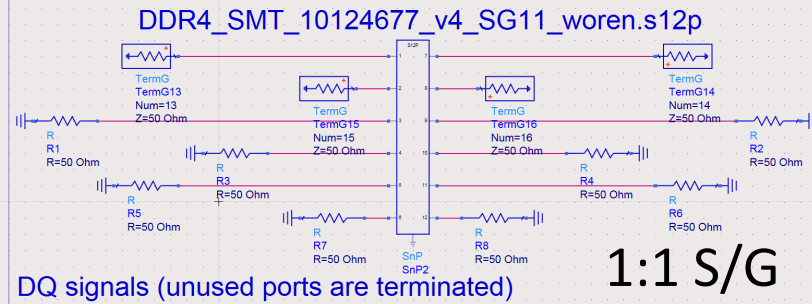 DDR4_SMT_10124677_v4_SG11_woren.s12p
S12P
1
7
TermG
TermG13
Num=13
Z=50 Ohm
TermG
TermG14
Num=14
Z=50 Ohm
2
8
TermG
TermG15
Num=15
Z=50 Ohm
TermG
TermG16
Num=16
Z=50 Ohm
3
9
R
R1
R=50 Ohm
R
R2
R=50 Ohm
4
10
R
R3
R=50 Ohm
R
R4
R=50 Ohm
5
11
R
R5
R=50 Ohm
R
R6
R=50 Ohm
6
12
R
R7
R=50 Ohm
R
R8
R=50 Ohm
SnP
SnP2
1:1 S/G
DQ signals (unused ports are terminated)